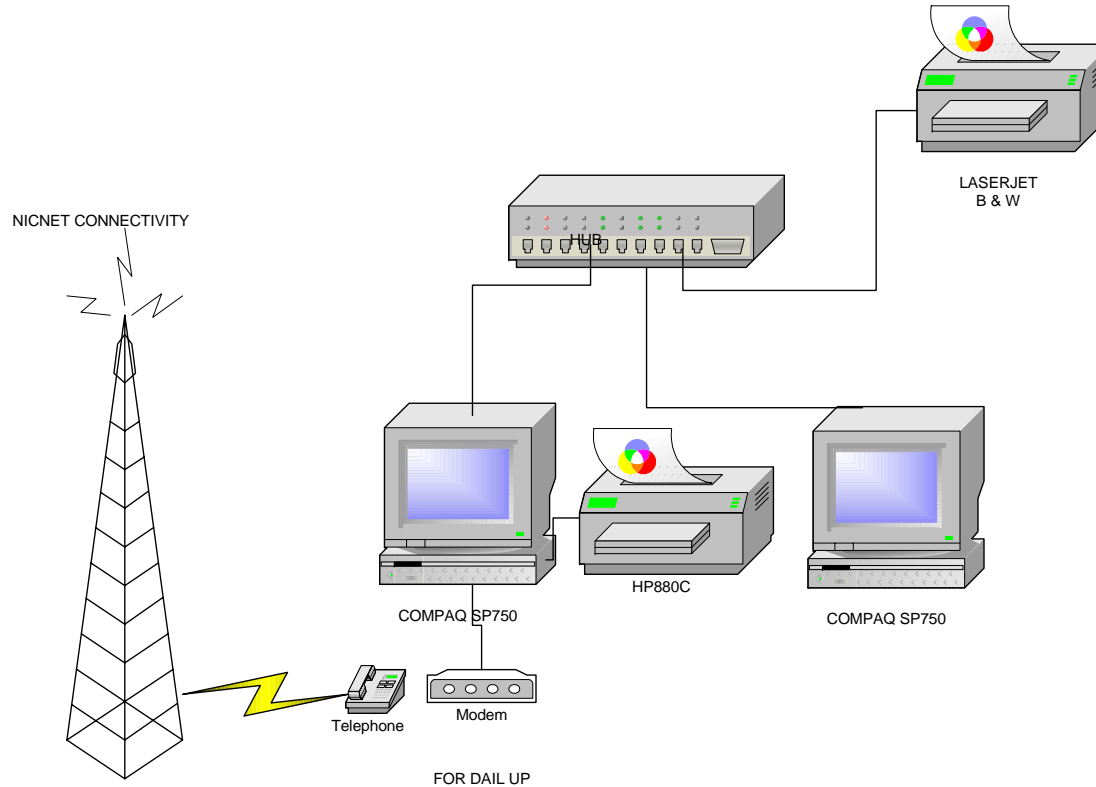 LASERJET
B & W
NICNET CONNECTIVITY
HUB
HP880C
COMPAQ SP750
COMPAQ SP750
Modem
Telephone
FOR DAIL UP